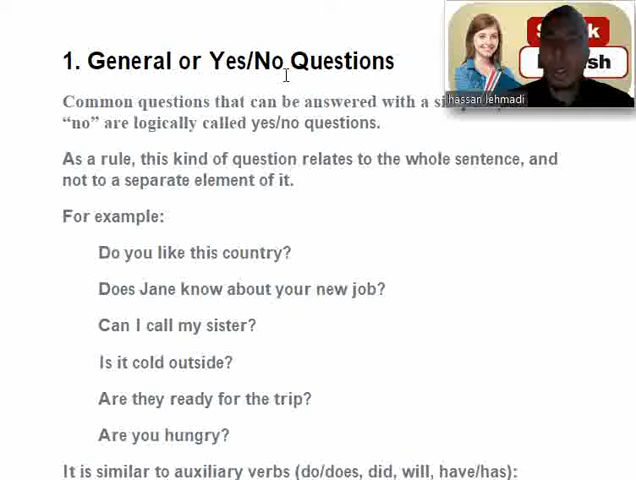 1. General or Yes/No Questions
Common questions that can be answered with a
“no” are logically called yes/no questions.
As a rule, this kind of question relates to the whole sentence, and
not to a separate element of it.
For example:
Do you like this country?
Does Jane know about your new job?
Can I call my sister?
Is it cold outside?
Are they ready for the trip?
Are you hungry?
It is similar to auxiliary verbs (do/does, did, will, have/has):
hassan lehmadi